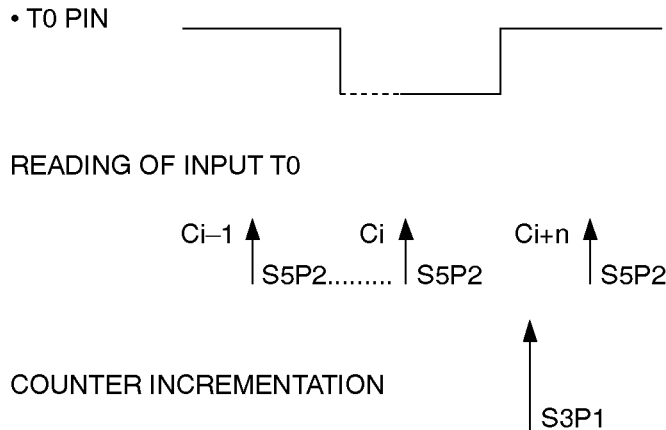 • T0 PIN
READING OF INPUT T0
Ci–1 Ci Ci+n
S5P2......... S5P2 S5P2
COUNTER INCREMENTATION
S3P1